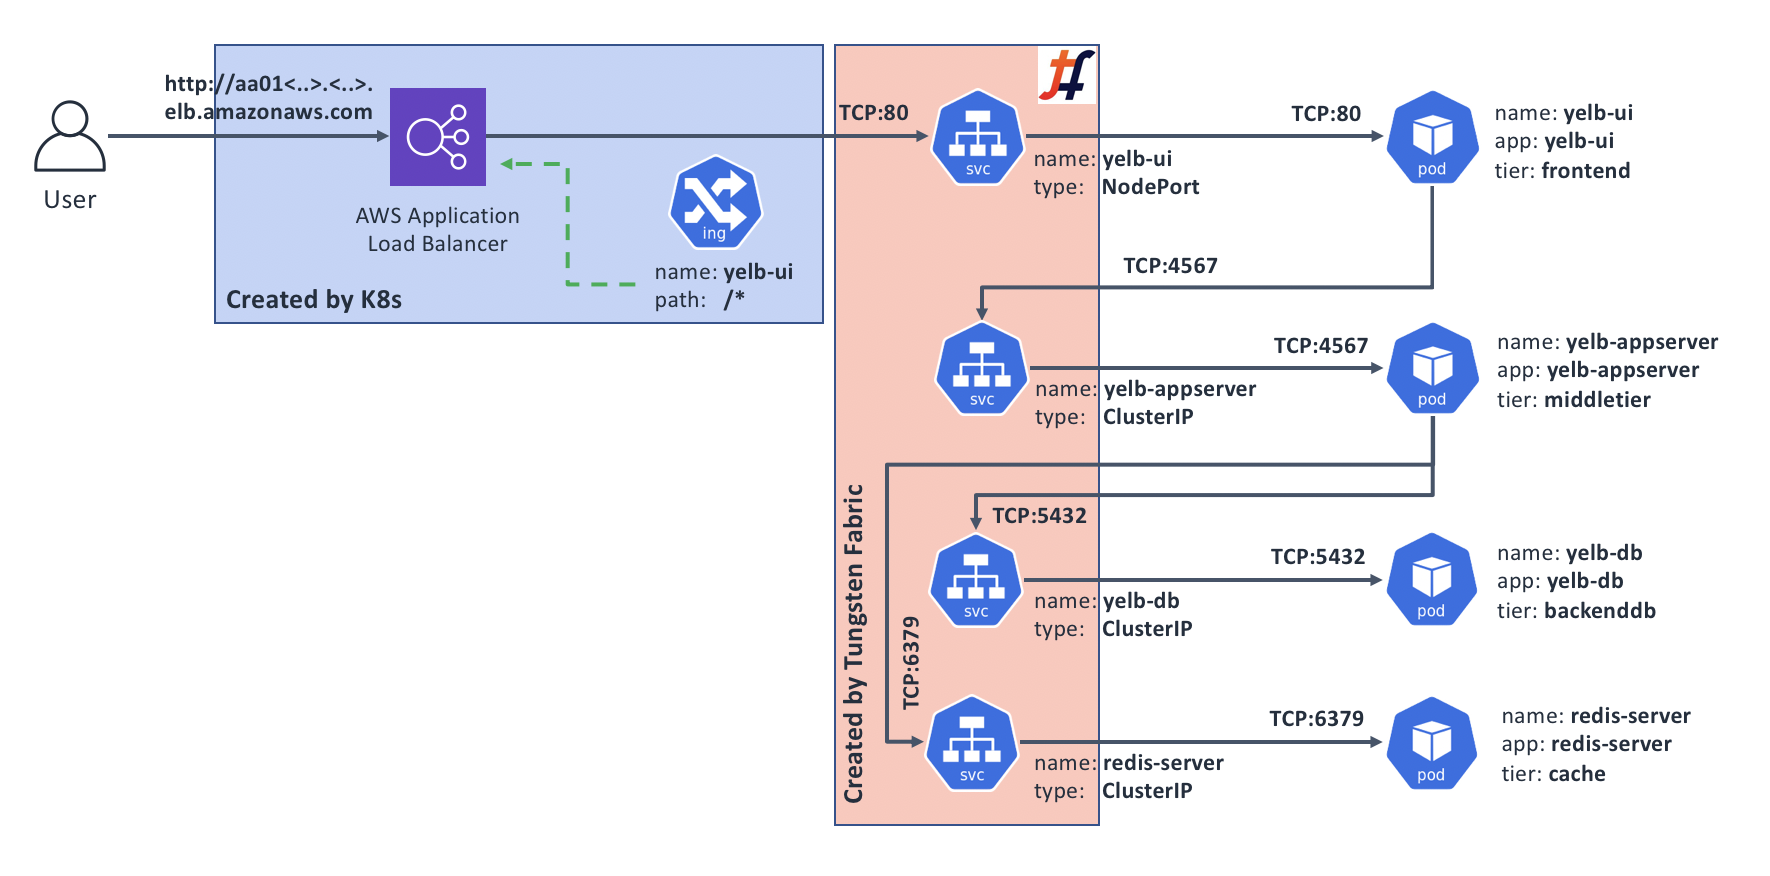 http://aa01<..>.<..>.
elb.amazonaws.com
User
AWS Application
Load Balancer
ing
name: yelb-ui
path: /*
Created by K8s
TCP:80
svc
name: yelb-ui
type: NodePort
TCP:80
pod
name: yelb-ui
app: yelb-ui
tier: frontend
TCP:4567
svc
name: yelb-appserver
type: ClusterIP
TCP:4567
pod
name: yelb-appserver
app: yelb-appserver
tier: middletier
TCP:5432
svc
name: yelb-db
type: ClusterIP
TCP:5432
pod
name: yelb-db
app: yelb-db
tier: backenddb
Created by Tungsten Fabric
TCP:6379
svc
name: redis-server
type: ClusterIP
TCP:6379
pod
name: redis-server
app: redis-server
tier: cache